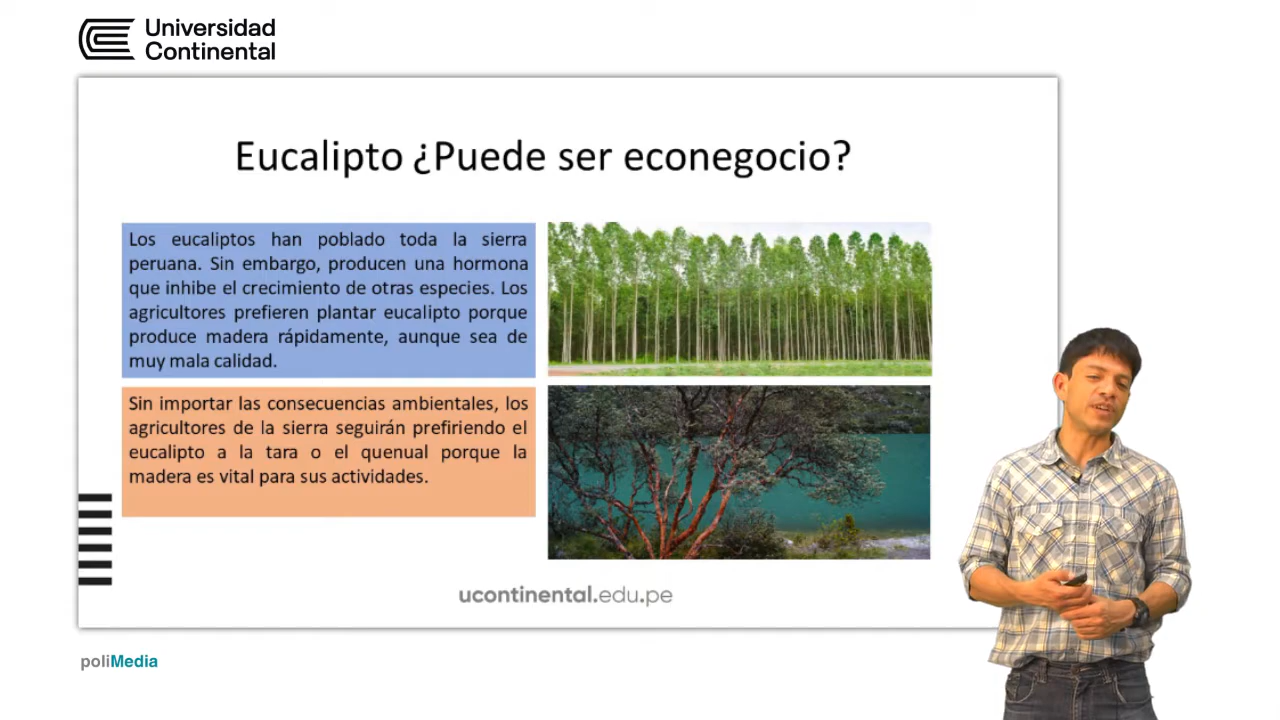 Universidad
Continental
Eucalipto ¿Puede ser econegocio?
Los eucaliptos han poblado toda la sierra
peruana. Sin embargo, producen una hormona
que inhibe el crecimiento de otras especies. Los
agricultores prefieren plantar eucalipto porque
produce madera rápidamente, aunque sea de
muy mala calidad.
Sin importar las consecuencias ambientales, los
agricultores de la sierra seguirán prefiriendo el
eucalipto a la tara o el quenual porque la
madera es vital para sus actividades.
ucontinental.edu.pe
poliMedia